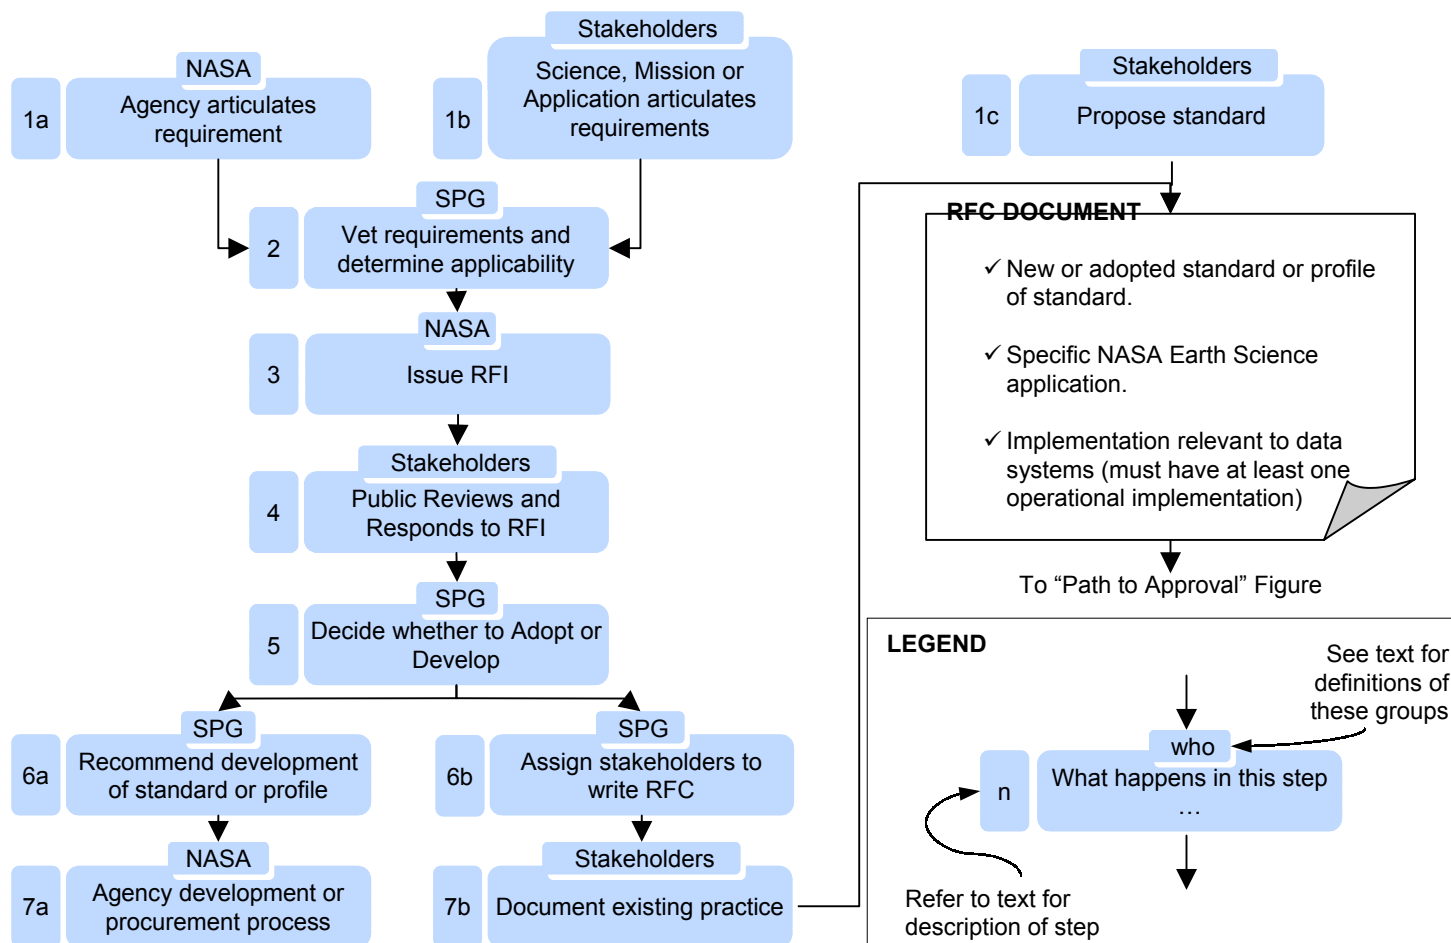 NASA
1a
Agency articulates
requirement
Stakeholders
1b
Science, Mission or
Application articulates
requirements
Stakeholders
1c
Propose standard
SPG
2
Vet requirements and
determine applicability
NASA
3
Issue RFI
Stakeholders
4
Public Reviews and
Responds to RFI
SPG
5
Decide whether to Adopt or
Develop
SPG
6a
Recommend development
of standard or profile
SPG
6b
Assign stakeholders to
write RFC
NASA
7a
Agency development or
procurement process
Stakeholders
7b
Document existing practice
RFC DOCUMENT
✓ New or adopted standard or profile
of standard.
✓ Specific NASA Earth Science
application.
✓ Implementation relevant to data
systems (must have at least one
operational implementation)
To “Path to Approval” Figure
LEGEND
See text for
definitions of
these groups
who
n
What happens in this step
…
Refer to text for
description of step